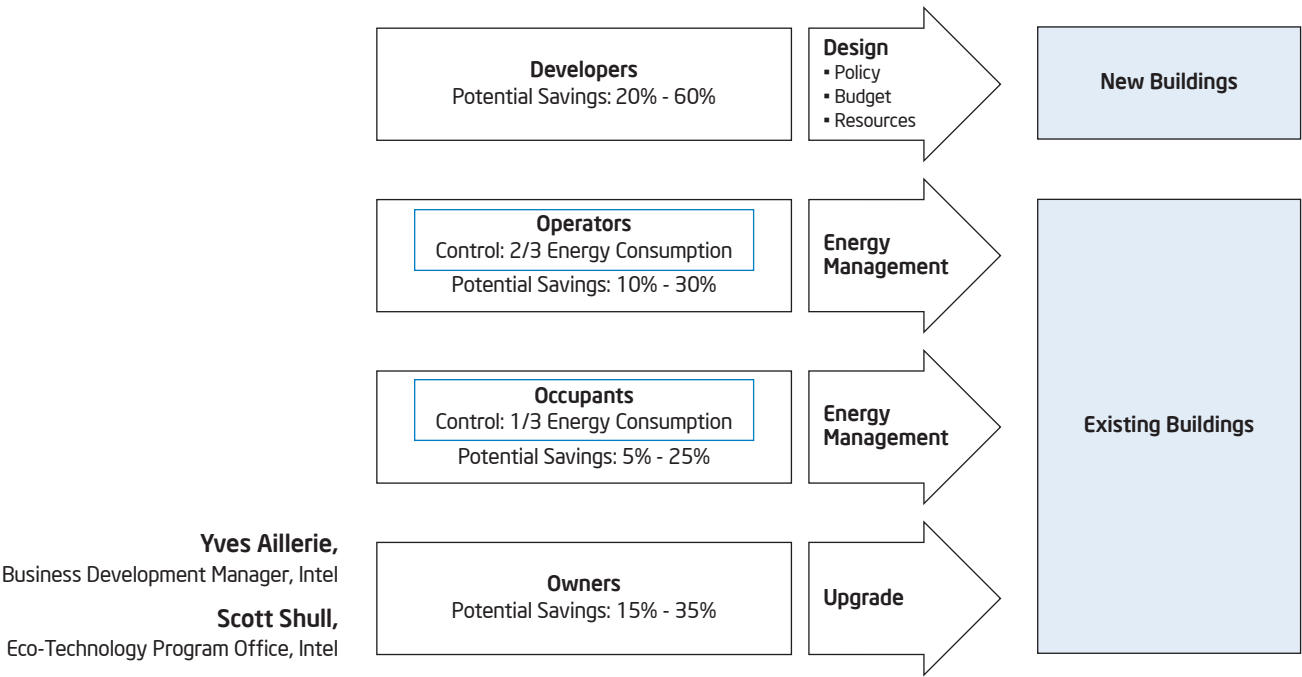 Developers
Potential Savings: 20% - 60%
Design
▪ Policy
▪ Budget
▪ Resources
New Buildings
Operators
Control: 2/3 Energy Consumption
Potential Savings: 10% - 30%
Energy
Management
Occupants
Control: 1/3 Energy Consumption
Potential Savings: 5% - 25%
Energy
Management
Existing Buildings
Yves Aillerie,
Business Development Manager, Intel
Scott Shull,
Eco-Technology Program Office, Intel
Owners
Potential Savings: 15% - 35%
Upgrade